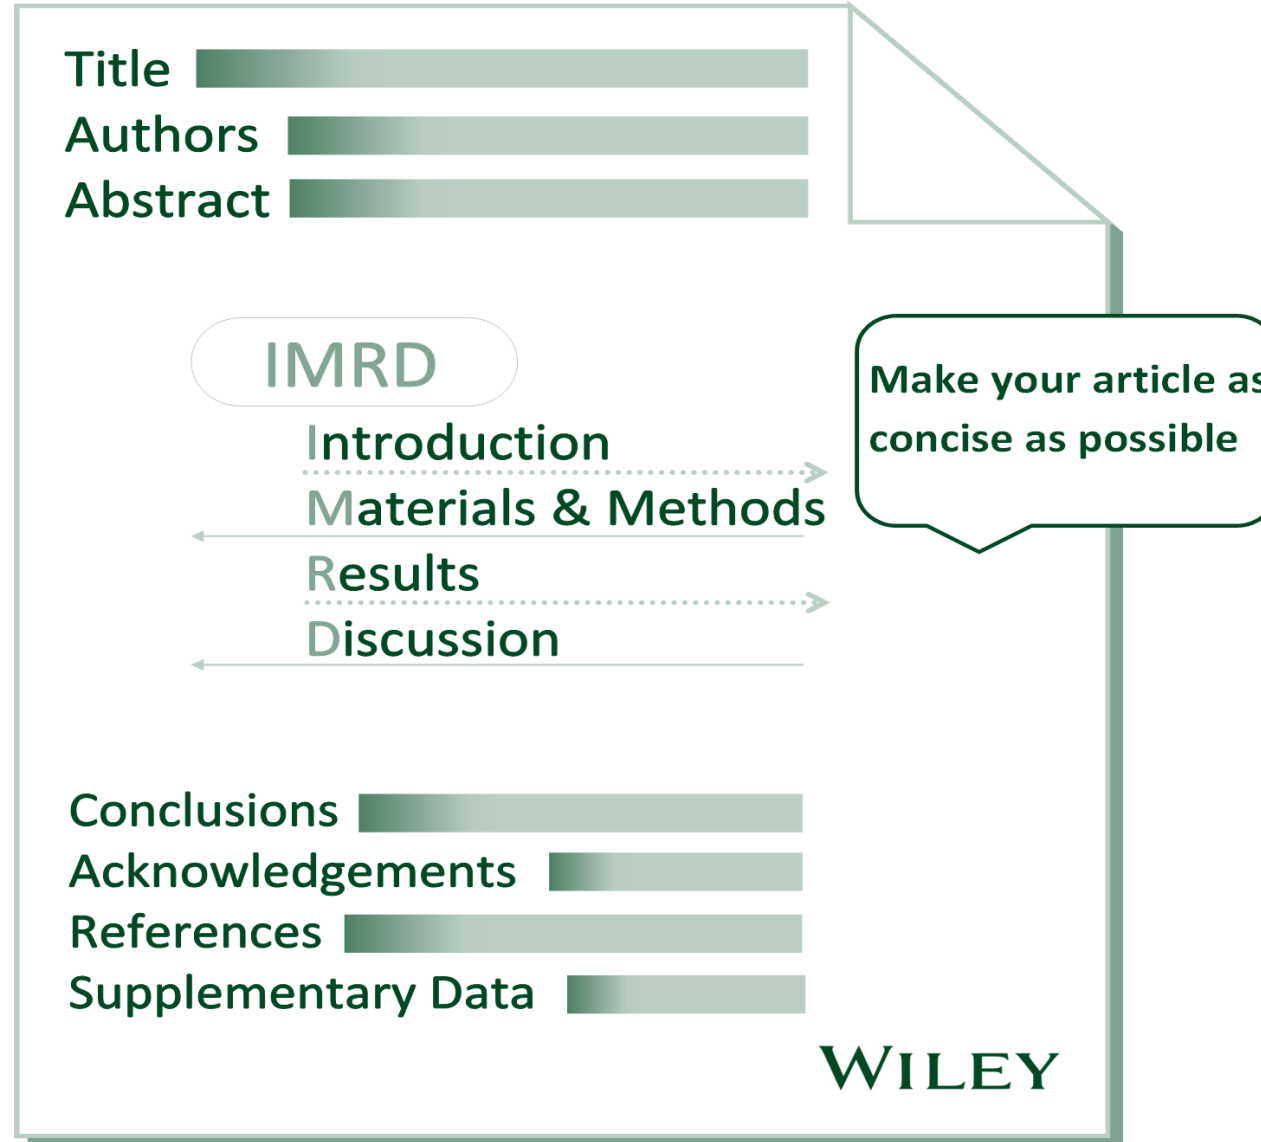 Title
Authors
Abstract
IMRD
Introduction
Materials & Methods
Results
Discussion
Make your article as
concise as possible
Conclusions
Acknowledgements
References
Supplementary Data
WILEY